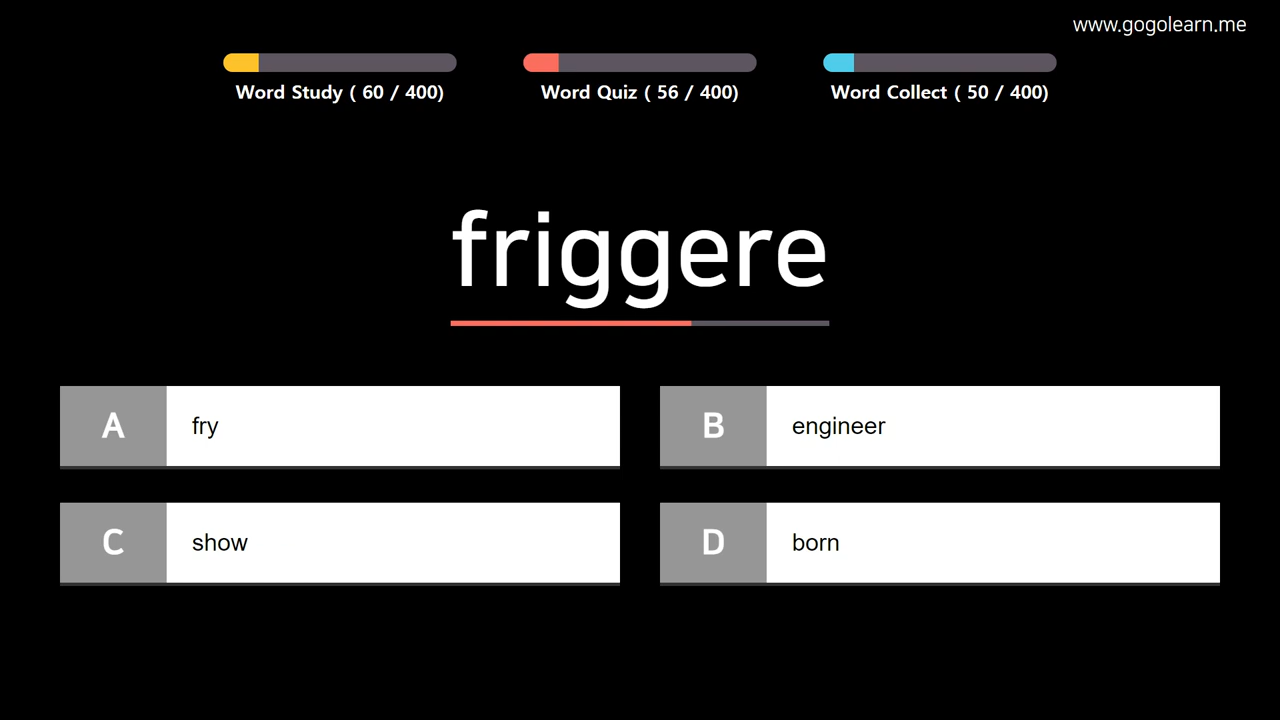 www.gogolearn.me
Word Study ( 60 / 400)
Word Quiz ( 56 / 400)
Word Collect ( 50 / 400)
friggere
A fry
B engineer
C show
D born